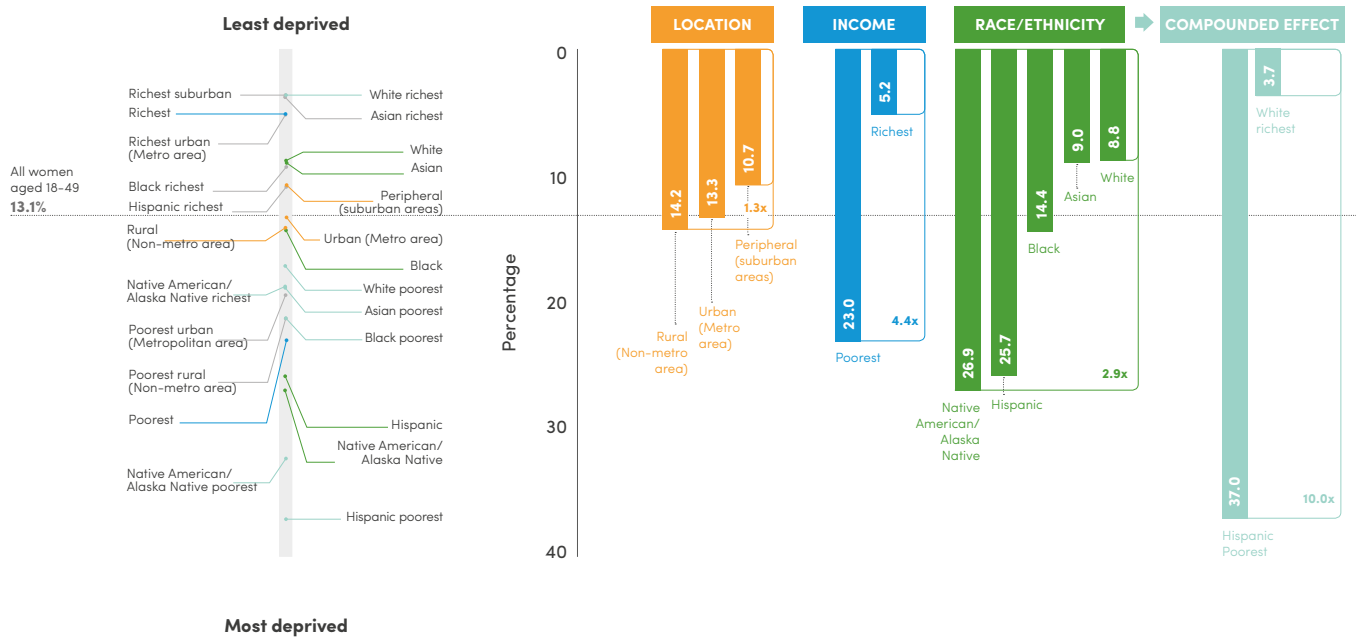 Least deprived
Richest suburban
Richest
Richest urban
(Metro area)
All women
aged 18-49
13.1%
Black richest
Hispanic richest
Rural
(Non-metro area)
Native American/
Alaska Native richest
Poorest urban
(Metropolitan area)
Poorest rural
(Non-metro area)
Poorest
Native American/
Alaska Native poorest
White richest
Asian richest
White
Asian
Peripheral
(suburban areas)
Urban (Metro area)
Black
White poorest
Asian poorest
Black poorest
Hispanic
Native American/
Alaska Native
Hispanic poorest
Most deprived
Percentage
0
10
20
30
40
LOCATION
14.2
13.3
10.7
1.3x
Rural
(Non-metro
area)
Urban
(Metro
area)
Peripheral
(suburban
areas)
INCOME
23.0
5.2
4.4x
Poorest
Richest
RACE/ETHNICITY
26.9
25.7
14.4
9.0
8.8
2.9x
Native
American/
Alaska
Native
Hispanic
Black
Asian
White
COMPOUNDED EFFECT
37.0
3.7
10.0x
Hispanic
Poorest
White
richest